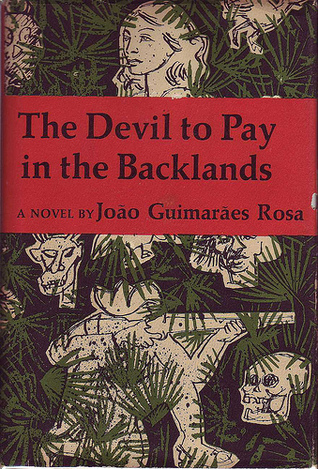 The Devil to Pay
in the Backlands
A NOVEL BY João Guimarães Rosa